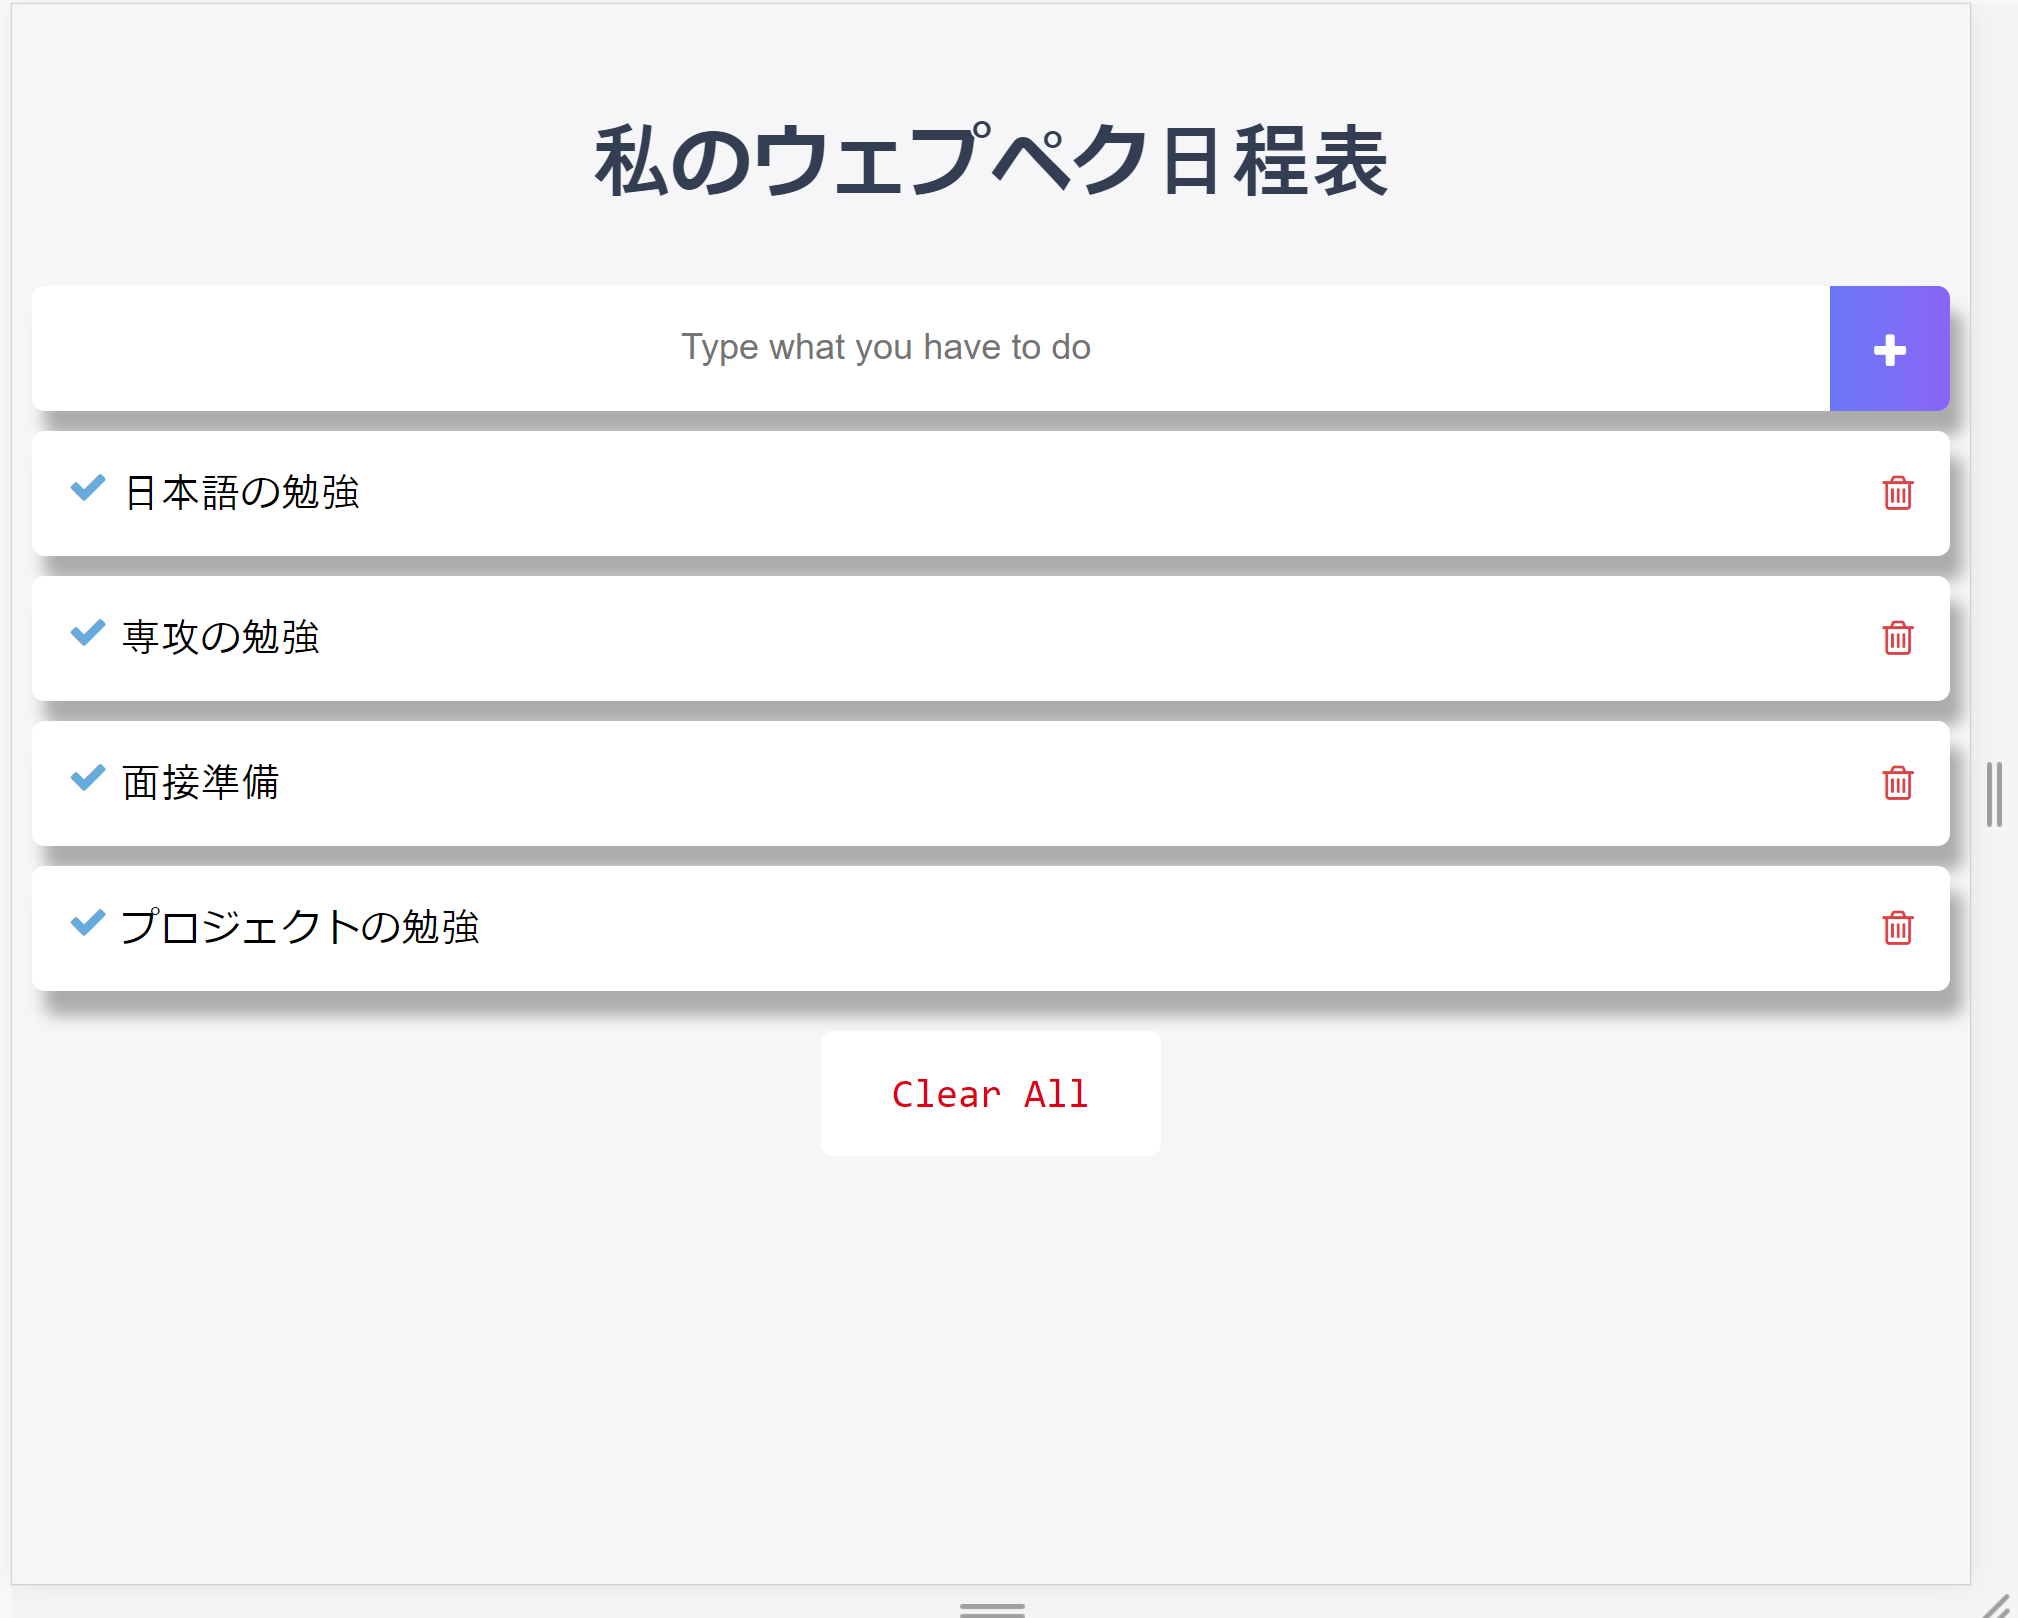 私のウェプペク日程表
Type what you have to do
日本語の勉強
専攻の勉強
面接準備
プロジェクトの勉強
Clear All